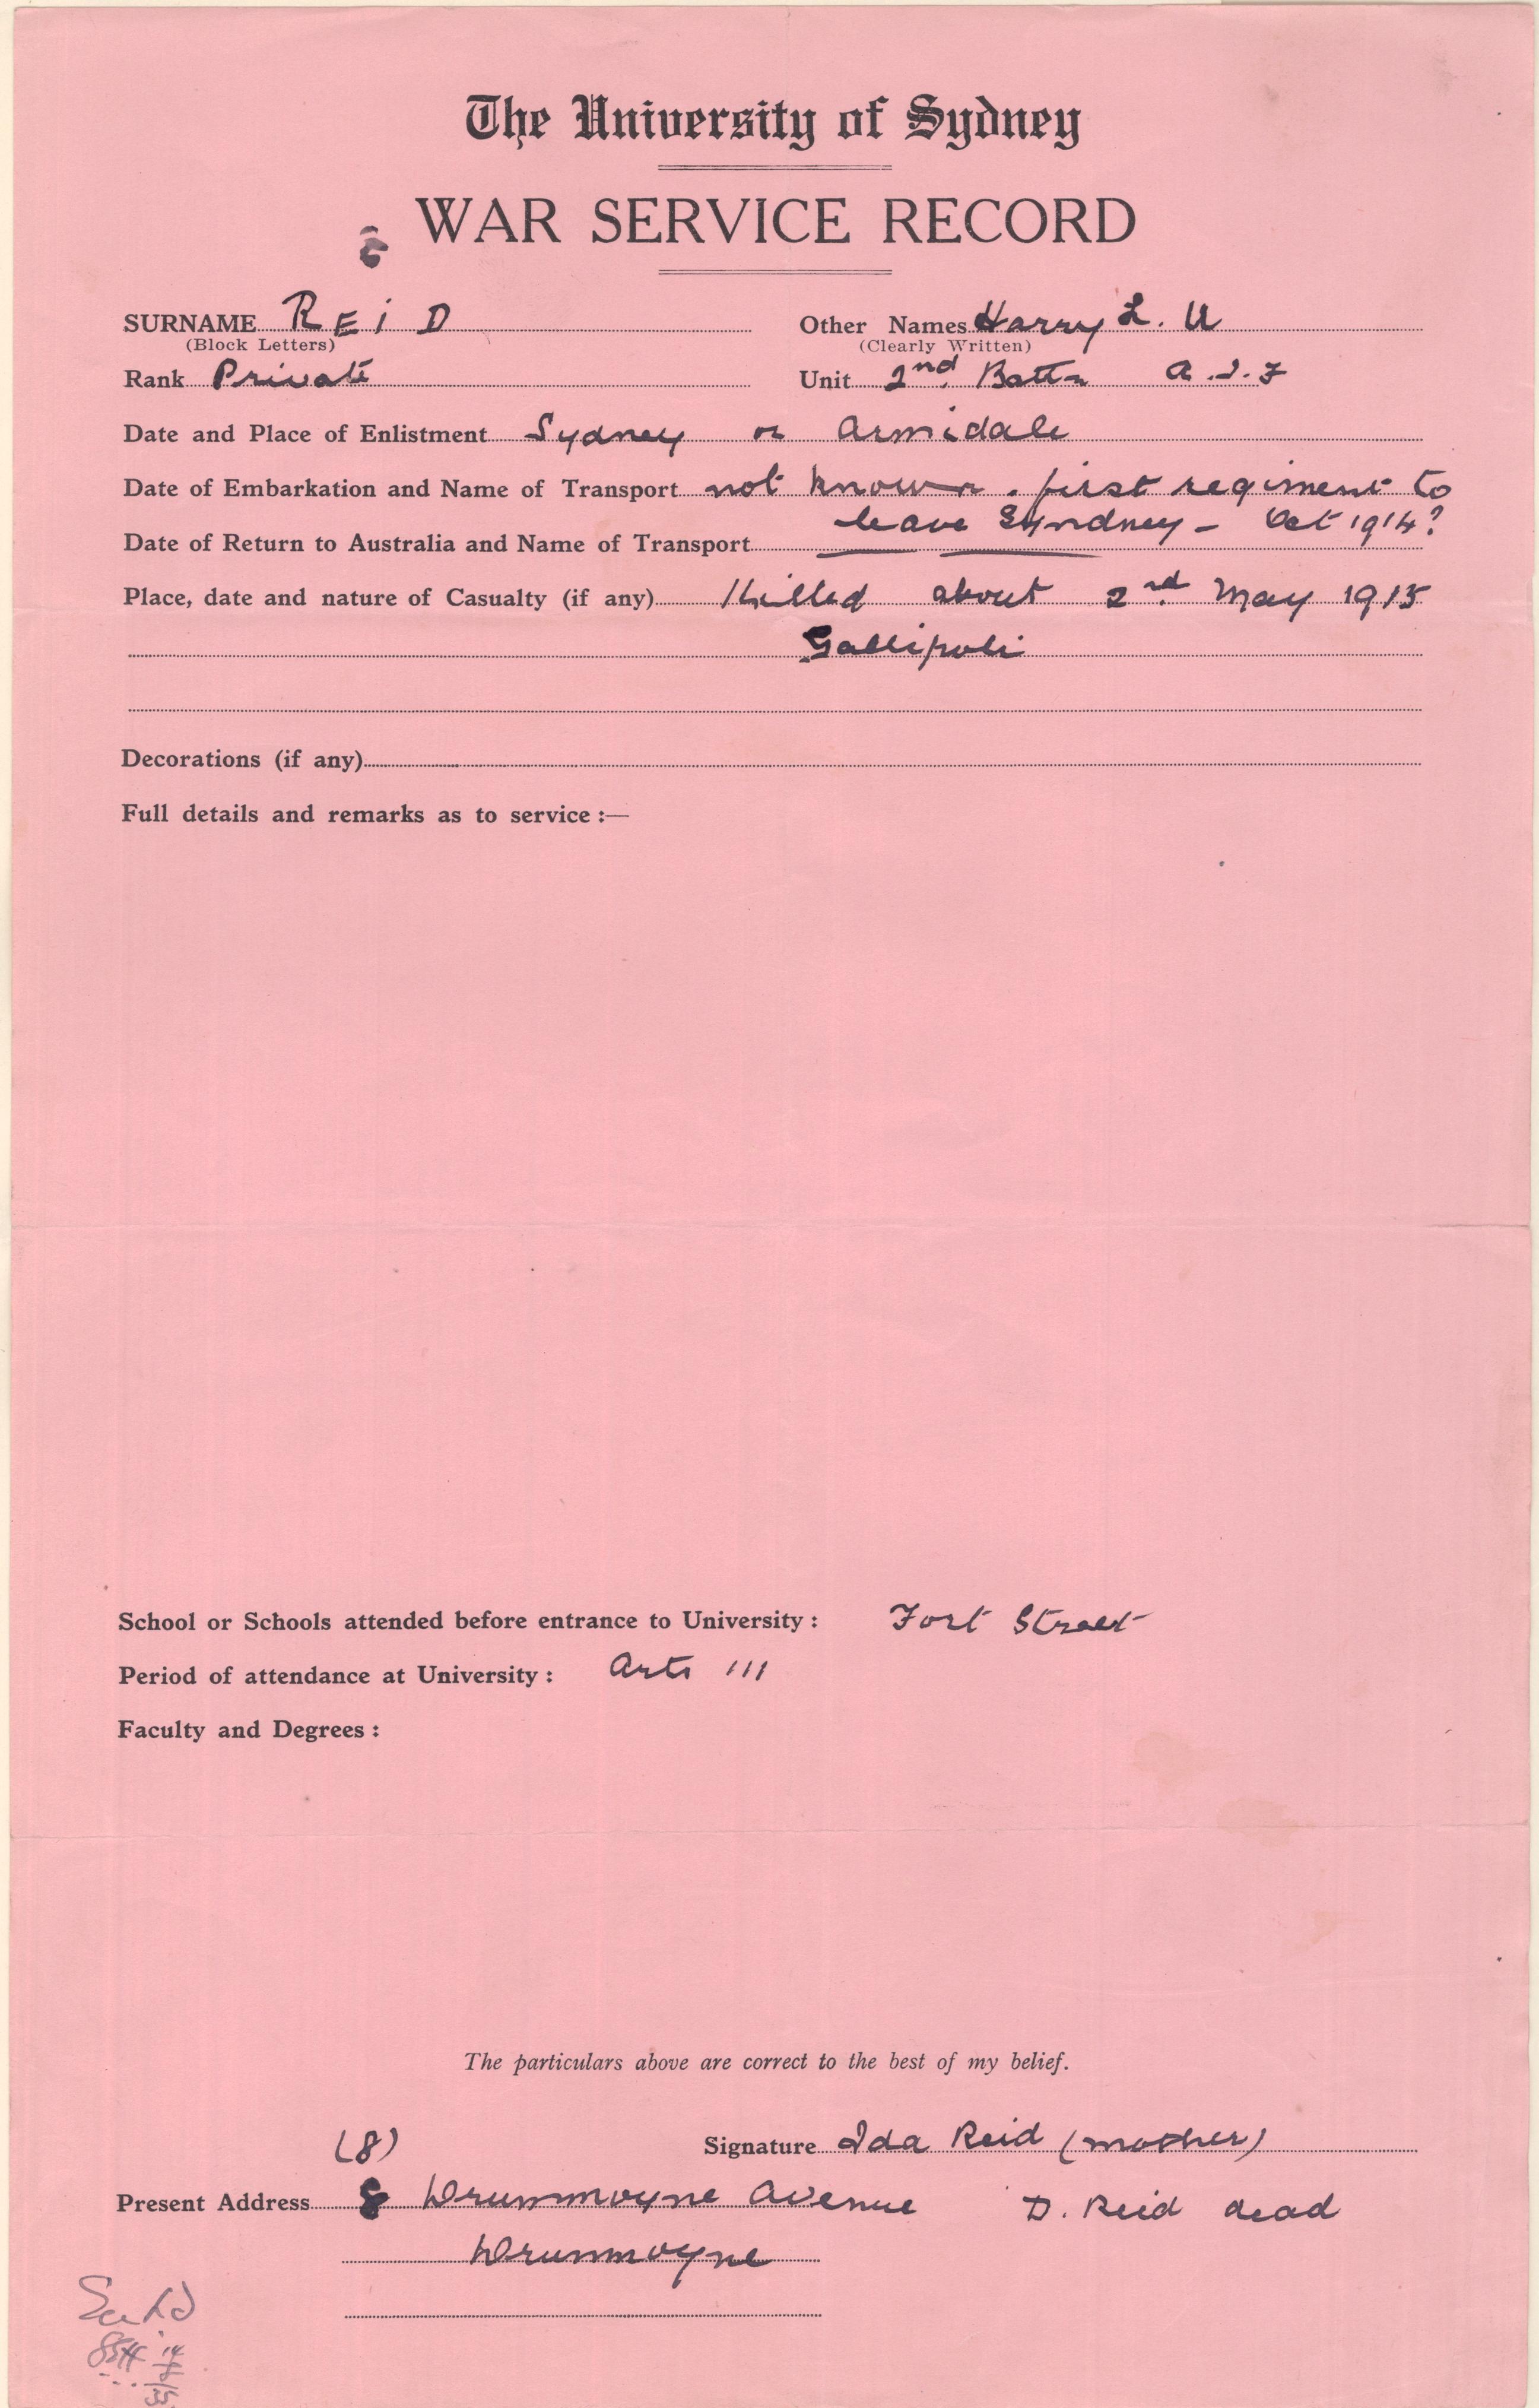 The University of Sydney
WAR SERVICE RECORD
SURNAME REID Other Names Harry L. U
(Block Letters) (Clearly Written)
Rank Private Unit 2nd Battn A.I.F
Date and Place of Enlistment Sydney or Armidale
Date of Embarkation and Name of Transport not known. first regiment to
leave Syndney - Oct 1914?
Date of Return to Australia and Name of Transport
Place, date and nature of Casualty (if any) Killed about 2nd May 1915
Gallipoli
Decorations (if any)
Full details and remarks as to service :—
School or Schools attended before entrance to University : Fort Street
Period of attendance at University : Arts III
Faculty and Degrees :
The particulars above are correct to the best of my belief.
(8) Signature Ida Reid (mother)
Present Address 8 Drummoyne Avenue D. Reid dead
Drummoyne